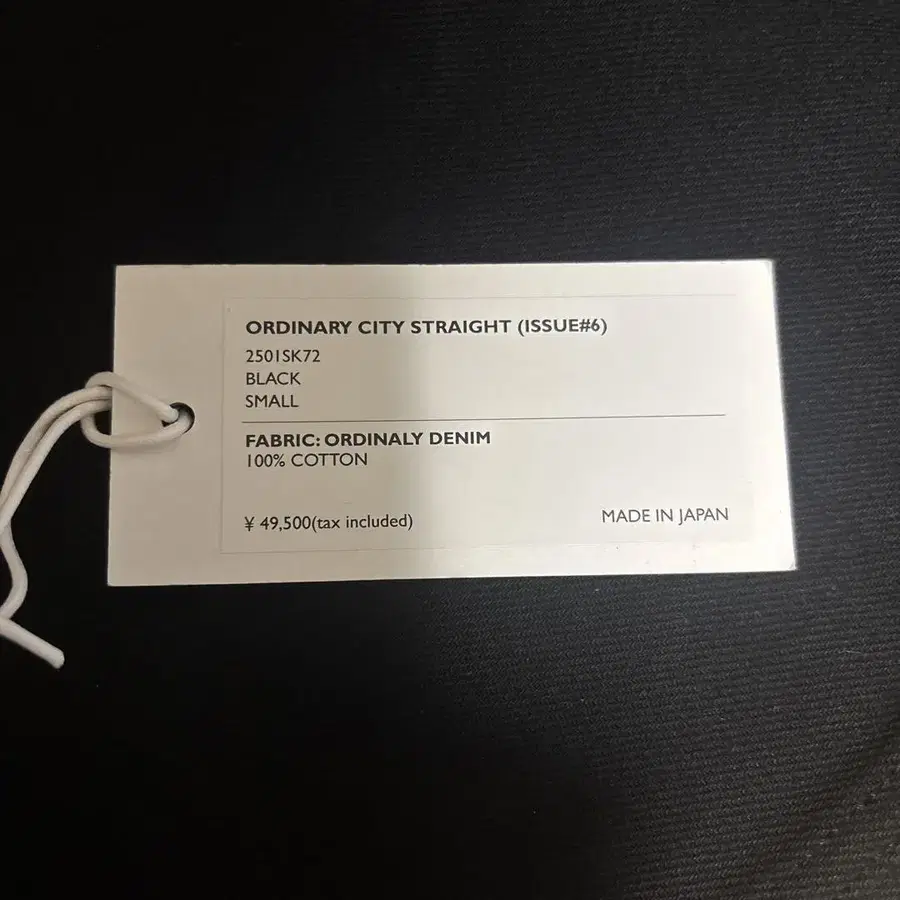 ORDINARY CITY STRAIGHT (ISSUE#6)
2501SK72
BLACK
SMALL
FABRIC: ORDINALY DENIM
100% COTTON
¥ 49,500(tax included)
MADE IN JAPAN